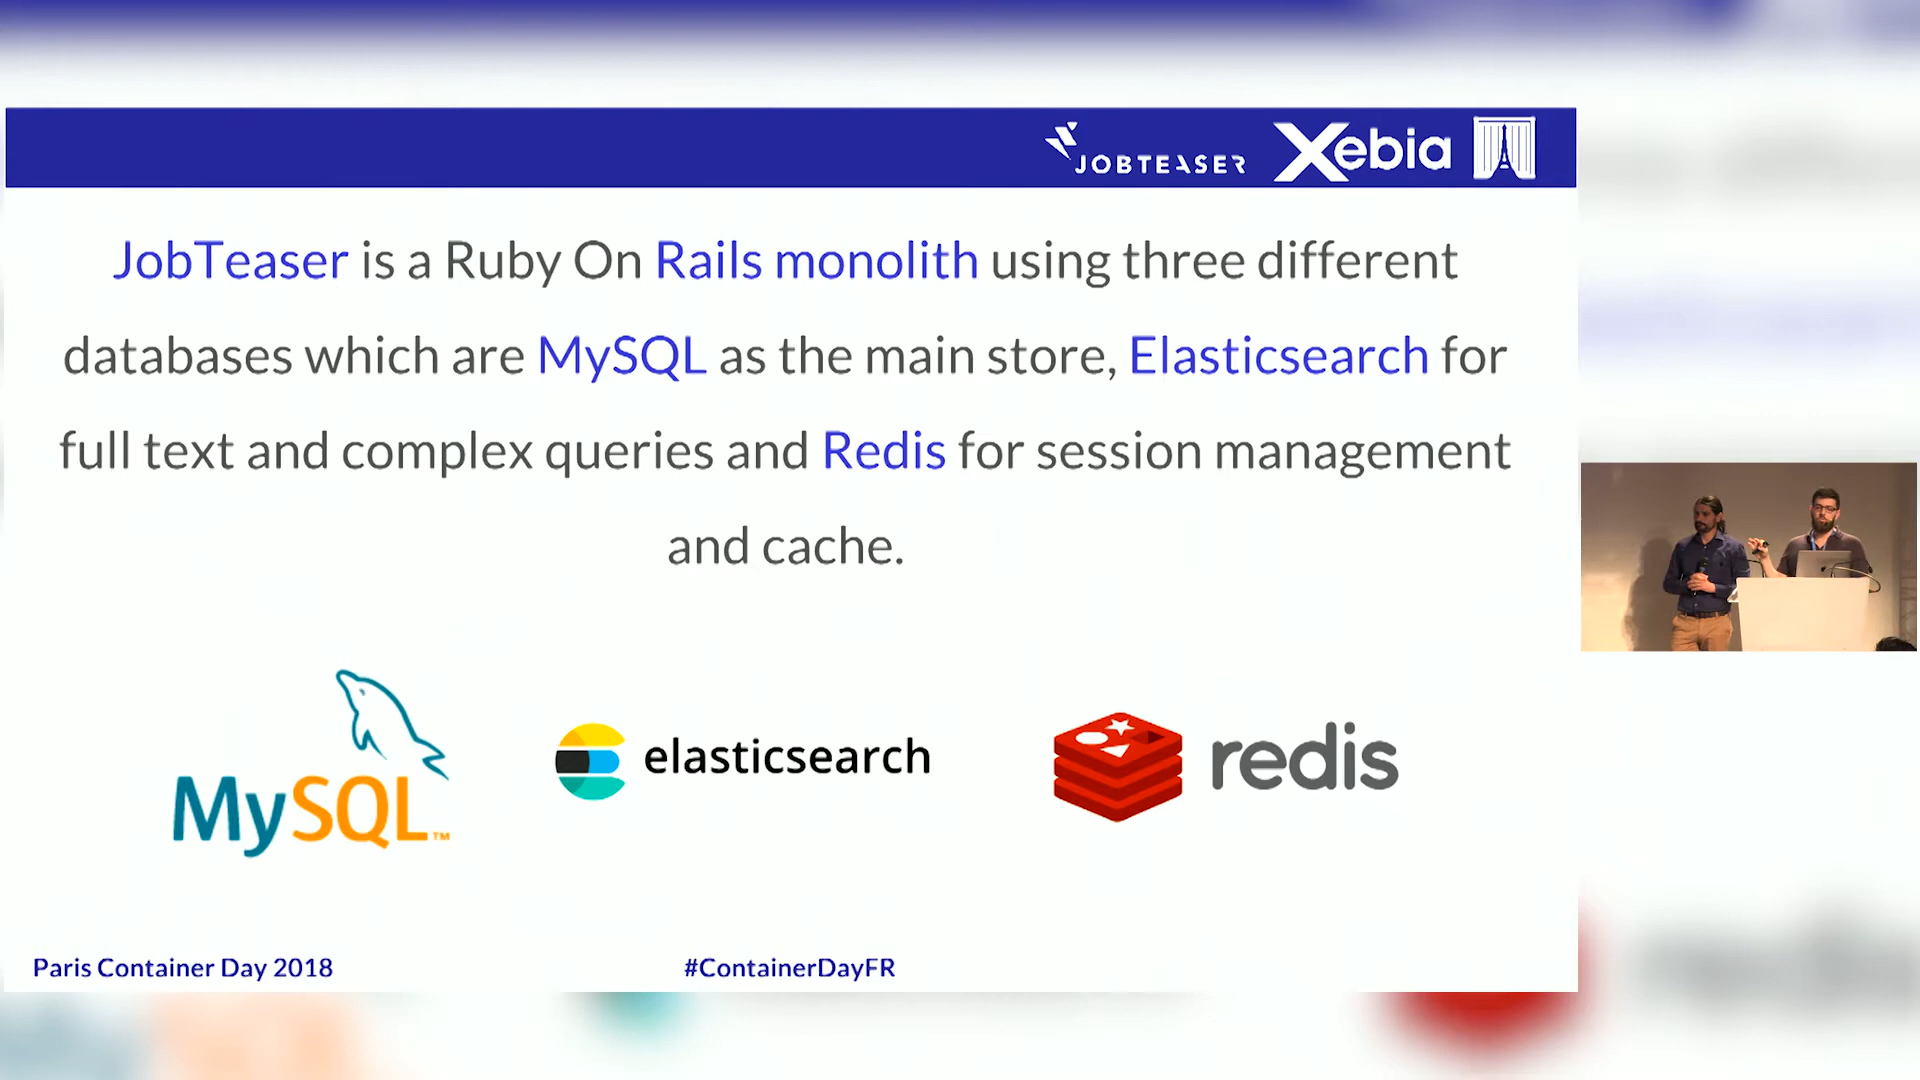 JOBTEASER Xebia
JobTeaser is a Ruby On Rails monolith using three different
databases which are MySQL as the main store, Elasticsearch for
full text and complex queries and Redis for session management
and cache.
MySQL™
elasticsearch
redis
Paris Container Day 2018
#ContainerDayFR